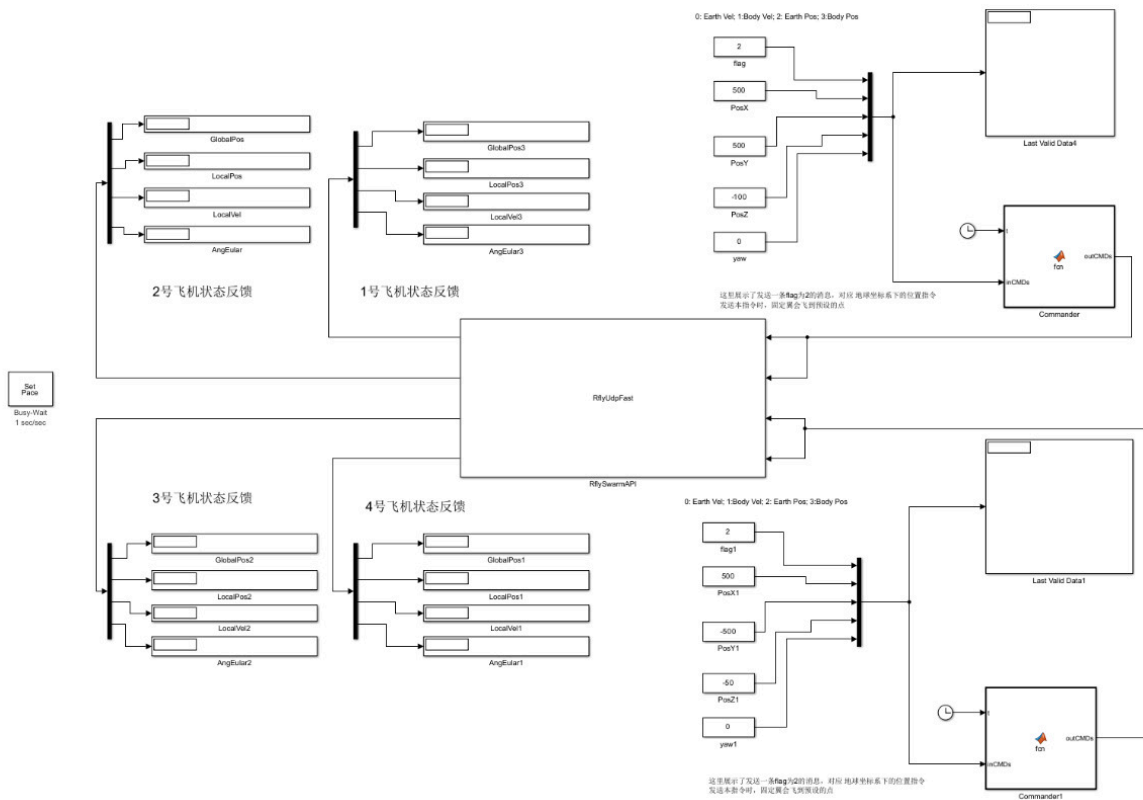 0: Earth Vel; 1:Body Vel; 2: Earth Pos; 3:Body Pos
2
flag
500
PosX
500
PosY
-100
PosZ
0
yaw
Last Valid Data4
t
inCMDs
fcn
outCMDs
Commander
这里展示了发送一条flag为2的消息，对应 地球坐标系下的位置指令
发送本指令时，固定翼会飞到预设的点
GlobalPos
LocalPos
LocalVel
AngEular
2号飞机状态反馈
GlobalPos3
LocalPos3
LocalVel3
AngEular3
1号飞机状态反馈
Set
Pace
Busy-Wait
1 sec/sec
RflyUdpFast
RflySwarmAPI
3号飞机状态反馈
GlobalPos2
LocalPos2
LocalVel2
AngEular2
4号飞机状态反馈
GlobalPos1
LocalPos1
LocalVel1
AngEular1
0: Earth Vel; 1:Body Vel; 2: Earth Pos; 3:Body Pos
2
flag1
500
PosX1
-500
PosY1
-50
PosZ1
0
yaw1
Last Valid Data1
t
inCMDs
fcn
outCMDs
Commander1
这里展示了发送一条flag为2的消息，对应 地球坐标系下的位置指令
发送本指令时，固定翼会飞到预设的点